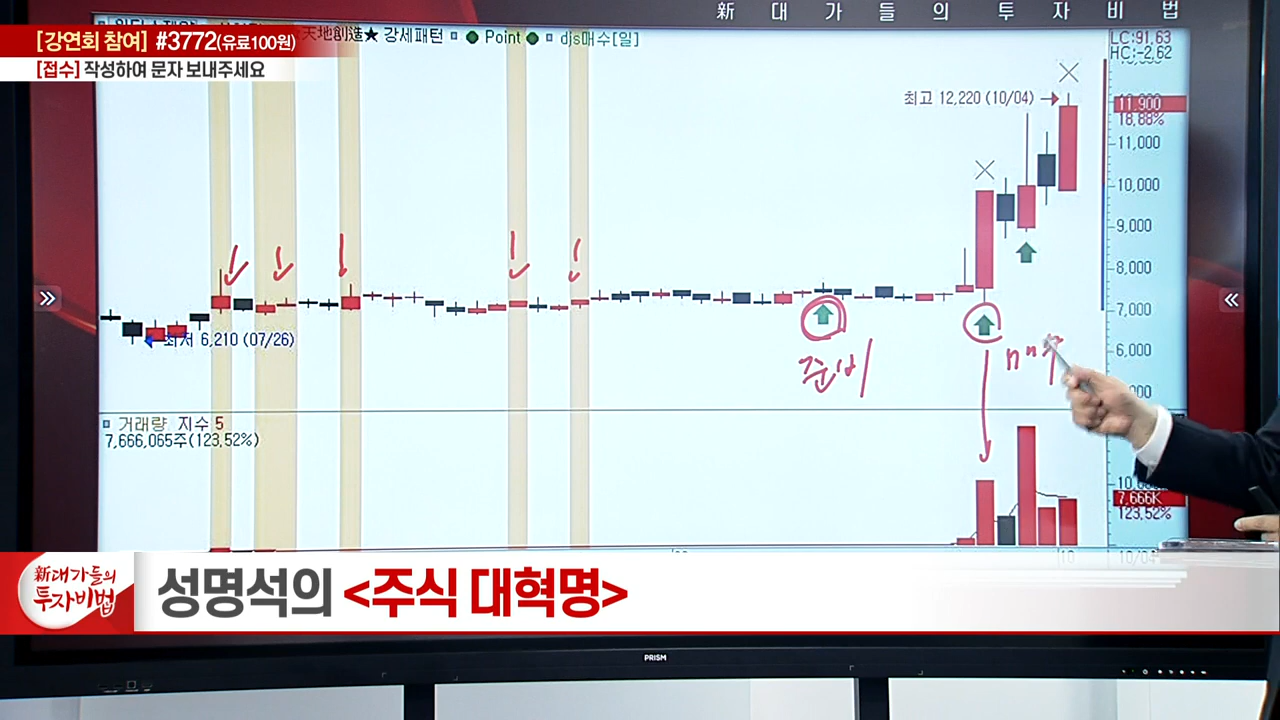 新 대 가 들 의 투 자 비 법
[강연회 참여] #3772(유료100원)
[접수] 작성하여 문자 보내주세요
天地創造★ 강세패턴 Point djs매수[일]
LC:91,63
HC:-2,62
최고 12,220 (10/04)
11,900
18,88%
11,000
10,000
9,000
8,000
7,000
6,000
최저 6,210 (07/26)
준비
매수
거래량 지수 5
7,666,065주(123,52%)
7,666K
123,52%
10
10/04
新대가들의
투자비법
성명석의 <주식 대혁명>
PRISM